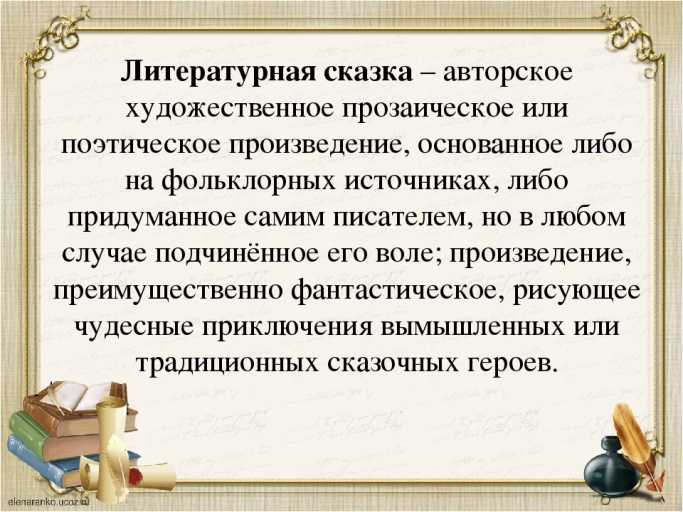 Литературная сказка – авторское
художественное прозаическое или
поэтическое произведение, основанное либо
на фольклорных источниках, либо
придуманное самим писателем, но в любом
случае подчинённое его воле; произведение,
преимущественно фантастическое, рисующее
чудесные приключения вымышленных или
традиционных сказочных героев.
elenaranko.ucoz.ru